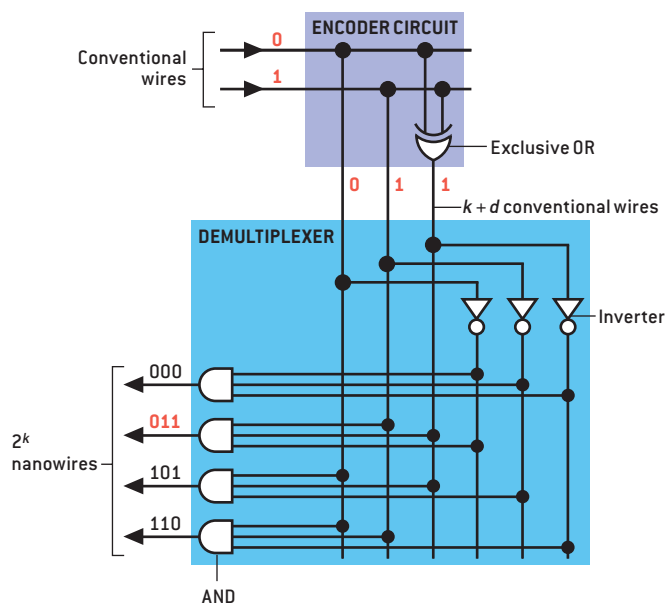 ENCODER CIRCUIT
0
Conventional
wires
1
Exclusive OR
0 1 1
k + d conventional wires
DEMULTIPLEXER
Inverter
000
011
2ᵏ
nanowires
101
110
AND